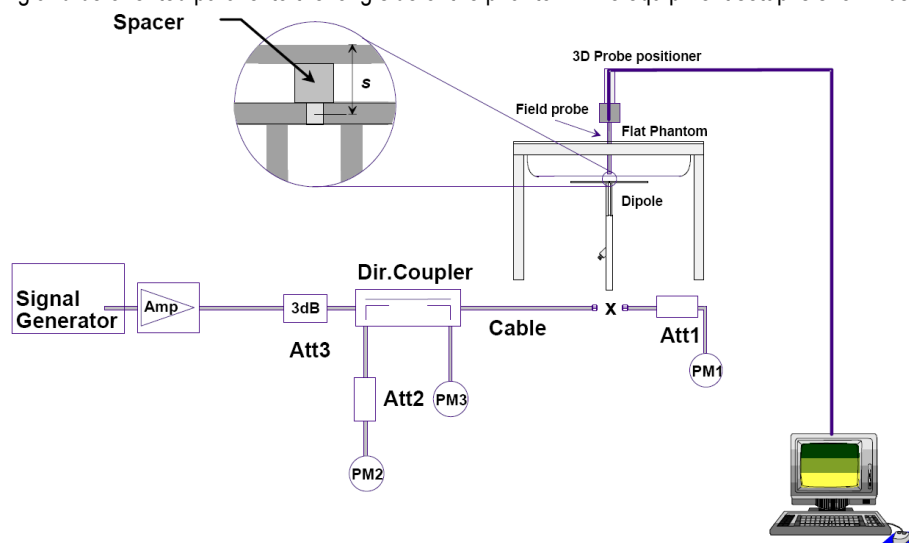 Spacer
s
3D Probe positioner
Field probe
Flat Phantom
Dipole
Signal
Generator
Amp
3dB
Att3
Dir.Coupler
Cable
X
Att1
PM1
Att2
PM3
PM2